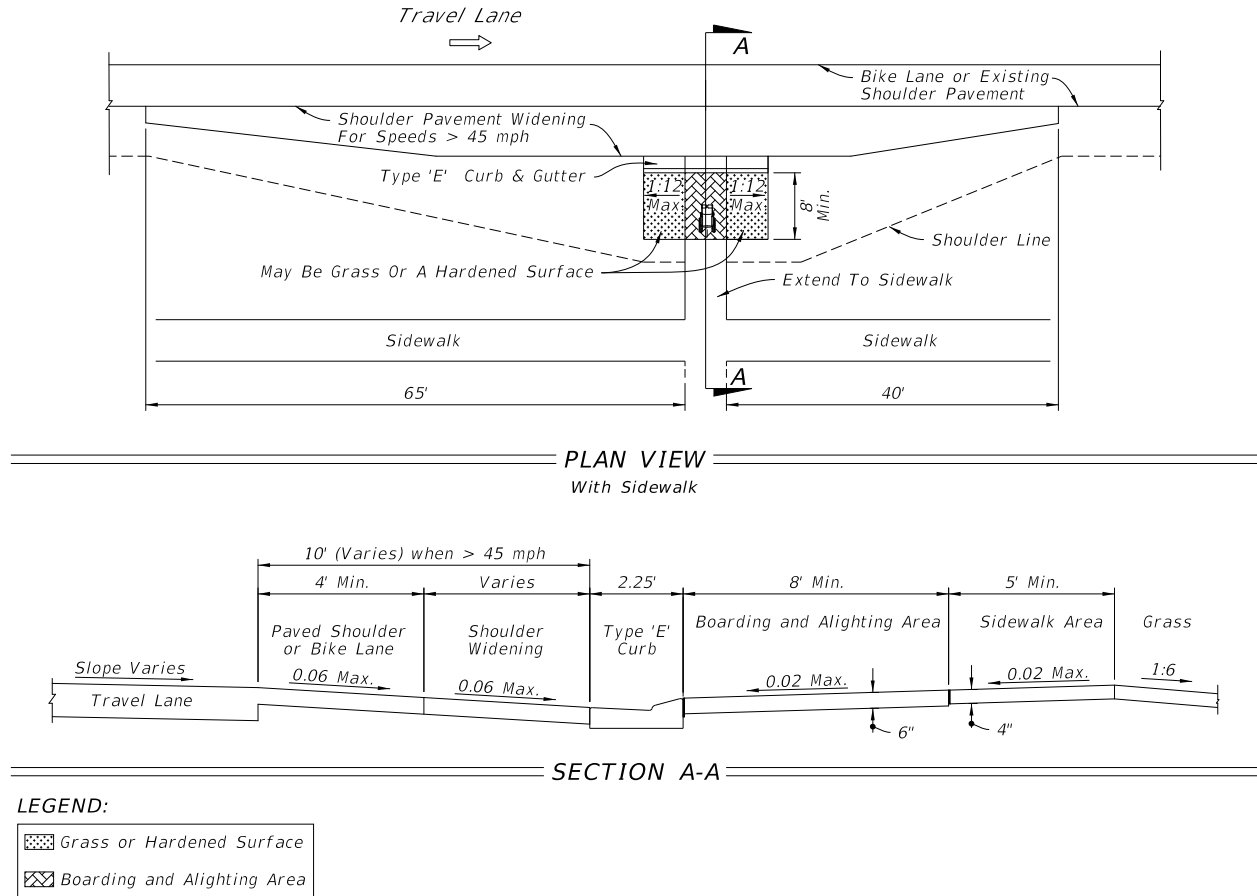 Travel Lane
A
Bike Lane or Existing
Shoulder Pavement
Shoulder Pavement Widening
For Speeds > 45 mph
Type 'E' Curb & Gutter
1:12
Max
1:12
Max
8'
Min.
Shoulder Line
May Be Grass Or A Hardened Surface
Extend To Sidewalk
Sidewalk
Sidewalk
A
65'
40'
PLAN VIEW
With Sidewalk
10' (Varies) when > 45 mph
4' Min.
Varies
2.25'
8' Min.
5' Min.
Paved Shoulder
or Bike Lane
Shoulder
Widening
Type 'E'
Curb
Boarding and Alighting Area
Sidewalk Area
Grass
Slope Varies
0.06 Max.
0.06 Max.
0.02 Max.
0.02 Max.
1:6
Travel Lane
6"
4"
SECTION A-A
LEGEND:
Grass or Hardened Surface
Boarding and Alighting Area